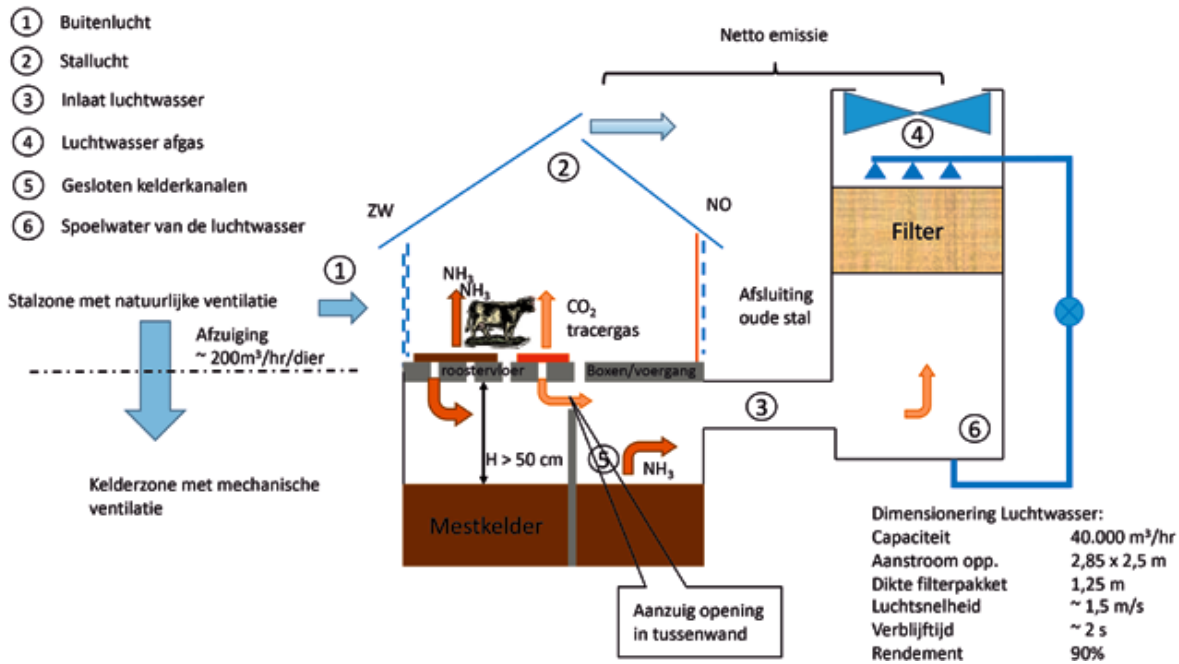 1 Buitenlucht
2 Stallucht
3 Inlaat luchtwasser
4 Luchtwasser afgas
5 Gesloten kelderkanalen
6 Spoelwater van de luchtwasser
Netto emissie
4
2
ZW
NO
Filter
1
NH3
NH3
CO2
tracergas
Afsluiting
oude stal
Stalzone met natuurlijke ventilatie
Afzuiging
~ 200m³/hr/dier
roostervloer
Boxen/voergang
3
6
5
H > 50 cm
NH3
Kelderzone met mechanische
ventilatie
Mestkelder
Aanzuig opening
in tussenwand
Dimensionering Luchtwasser:
Capaciteit 40.000 m³/hr
Aanstroom opp. 2,85 x 2,5 m
Dikte filterpakket 1,25 m
Luchtsnelheid ~ 1,5 m/s
Verblijftijd ~ 2 s
Rendement 90%